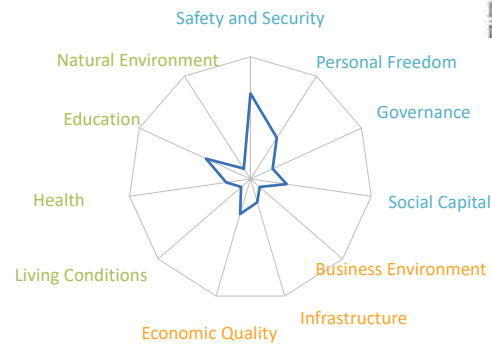 Safety and Security
Natural Environment
Personal Freedom
Education
Governance
Health
Social Capital
Living Conditions
Business Environment
Economic Quality
Infrastructure